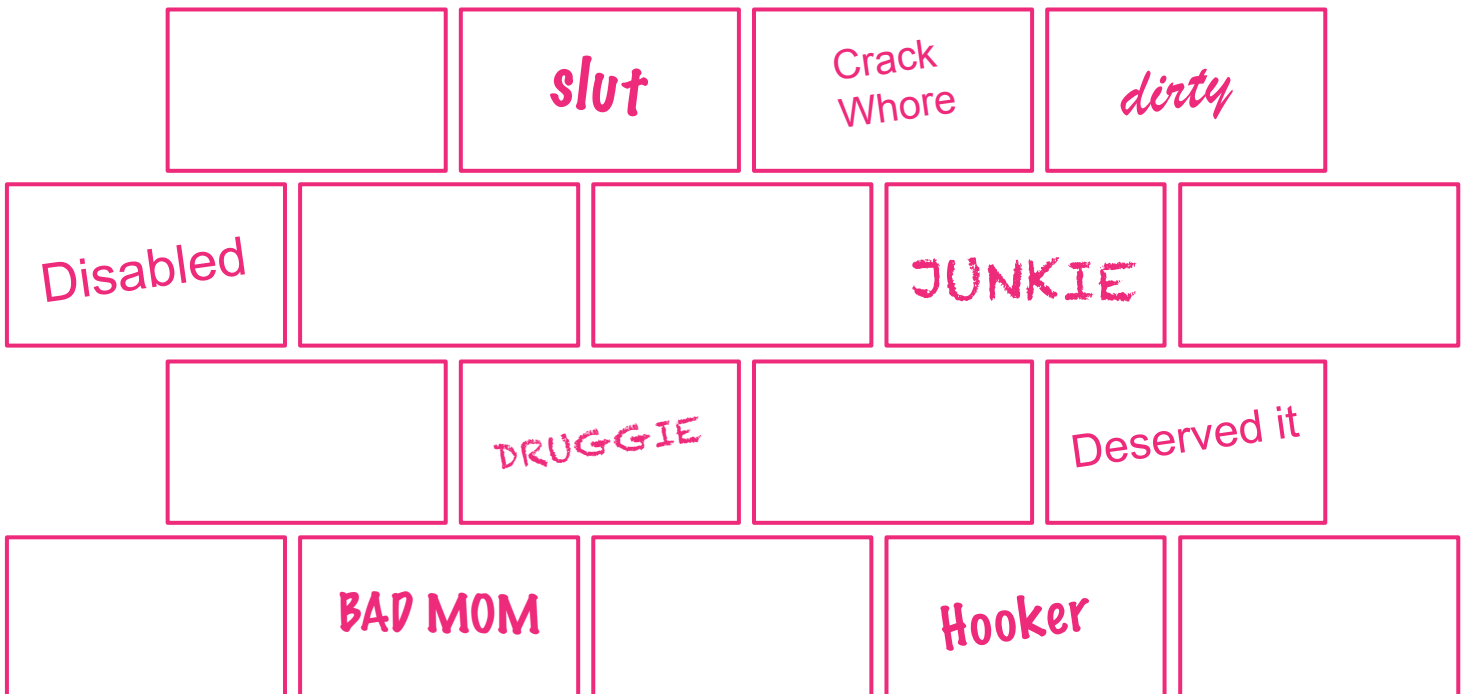 slut
Crack
Whore
dirty
Disabled
JUNKIE
DRUGGIE
Deserved it
BAD MOM
Hooker